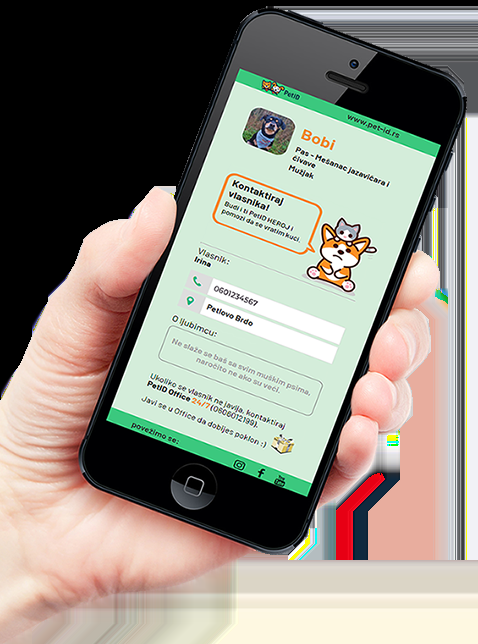 PetID
www.pet-id.rs
Bobi
Pas - Mešanac jazavičara i
čivave
Mužjak
Kontaktiraj
vlasnika!
Budi i ti PetID HEROJ i
pomozi da se vratim kući.
Vlasnik:
Irina
0601234567
Petlovo Brdo
O ljubimcu:
Ne slaže se baš sa svim muškim psima,
naročito ne ako su veći.
Ukoliko se vlasnik ne javlja, kontaktiraj
PetID Office 24/7 (0606012199).
Javi se u Office da dobijes poklon :)
povežimo se: